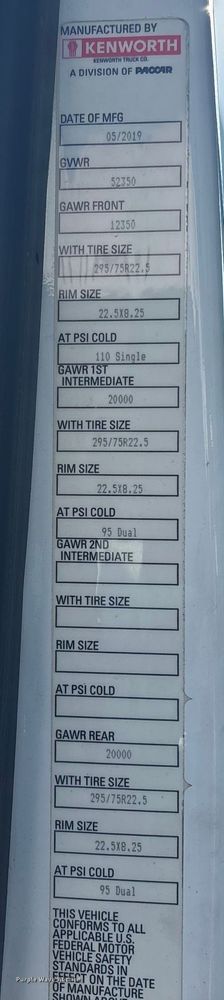 MANUFACTURED BY
KENWORTH
KENWORTH TRUCK CO.
A DIVISION OF PACCAR
DATE OF MFG
05/2019
GVWR
52350
GAWR FRONT
12350
WITH TIRE SIZE
295/75R22.5
RIM SIZE
22.5X8.25
AT PSI COLD
110 Single
GAWR 1ST
INTERMEDIATE
20000
WITH TIRE SIZE
295/75R22.5
RIM SIZE
22.5X8.25
AT PSI COLD
95 Dual
GAWR 2ND
INTERMEDIATE
WITH TIRE SIZE
RIM SIZE
AT PSI COLD
GAWR REAR
20000
WITH TIRE SIZE
295/75R22.5
RIM SIZE
22.5X8.25
AT PSI COLD
95 Dual
THIS VEHICLE
CONFORMS TO ALL
APPLICABLE U.S.
FEDERAL MOTOR
VEHICLE SAFETY
STANDARDS IN
EFFECT ON THE DATE
OF MANUFACTURE
SHOWN ABOVE